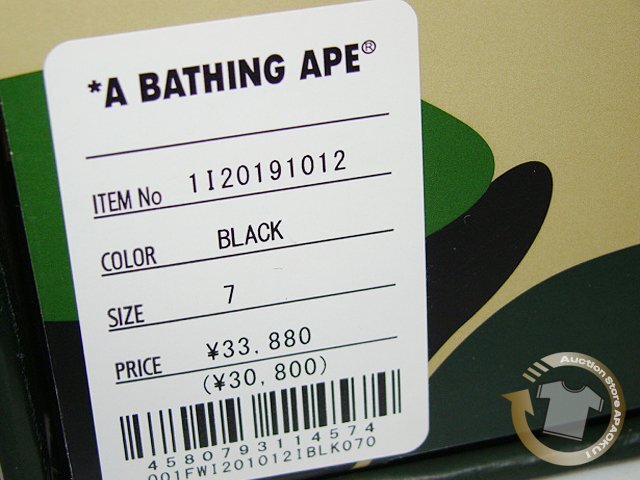 *A BATHING APE®
ITEM No 1I20191012
COLOR BLACK
SIZE 7
PRICE ¥33,880
(¥30,800)
4580793114574
001FWI201012IBLK070
Auction Store APAOKU!